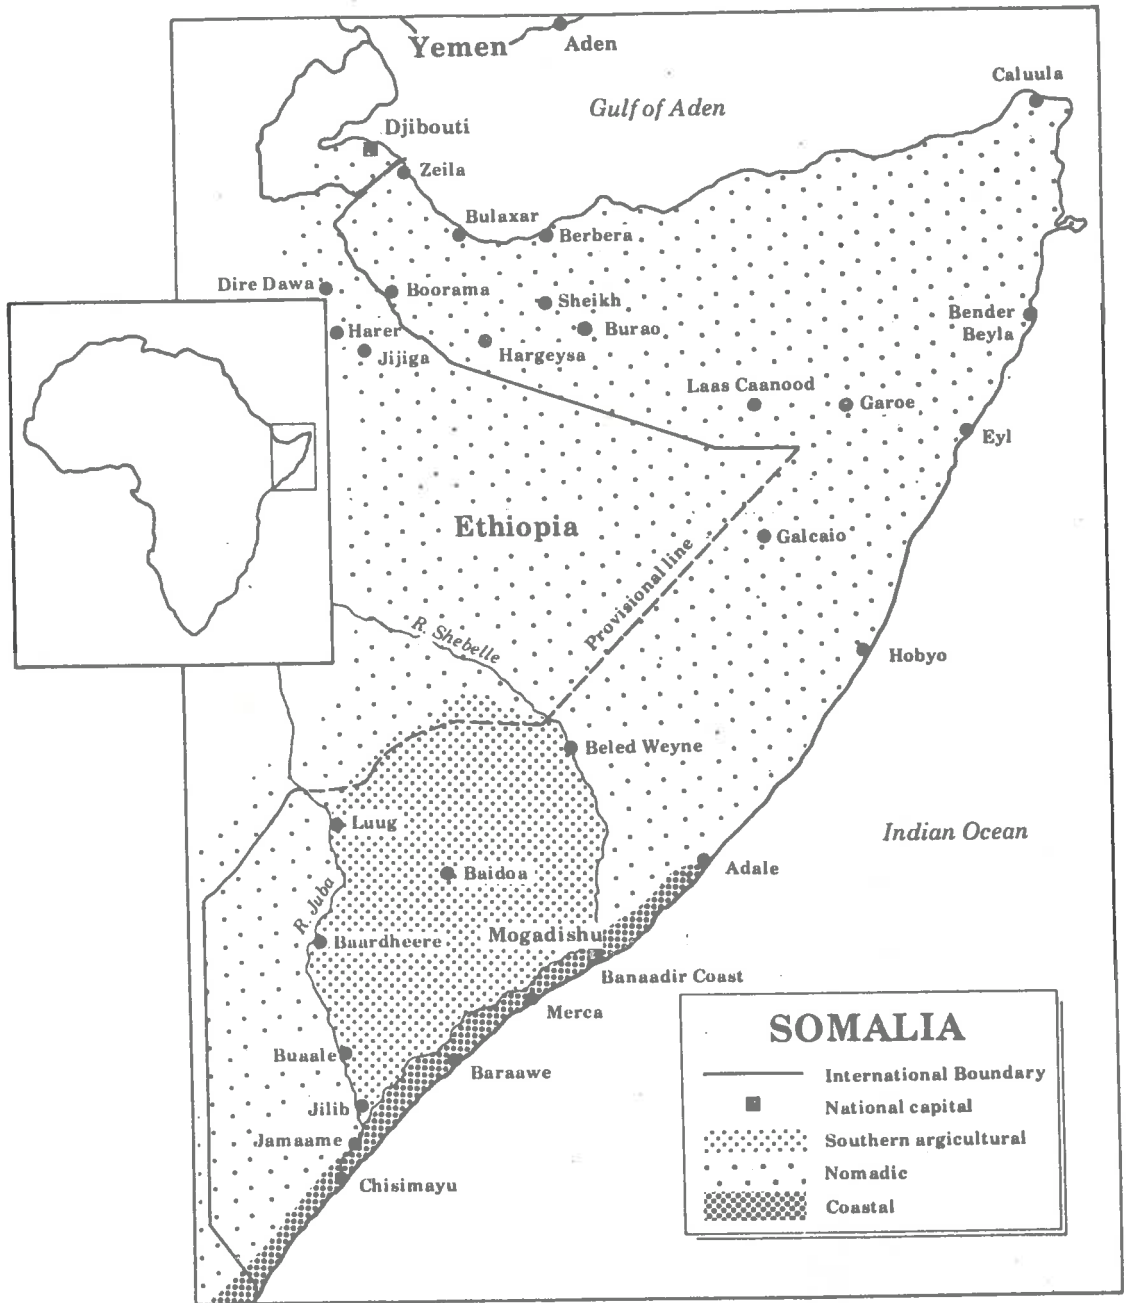 Yemen
Aden
Caluula
Gulf of Aden
Djibouti
Zeila
Bulaxar
Berbera
Dire Dawa
Boorama
Sheikh
Bender
Beyla
Harer
Burao
Jijiga
Hargeysa
Laas Caanood
Garoe
Eyl
Ethiopia
Galcaio
Provisional line
R. Shebelle
Hobyo
Beled Weyne
Luug
Indian Ocean
Adale
Baidoa
R. Juba
Baardheere
Mogadishu
Banaadir Coast
Merca
Buaale
Baraawe
Jilib
Jamaame
Chisimayu
SOMALIA
International Boundary
National capital
Southern argicultural
Nomadic
Coastal